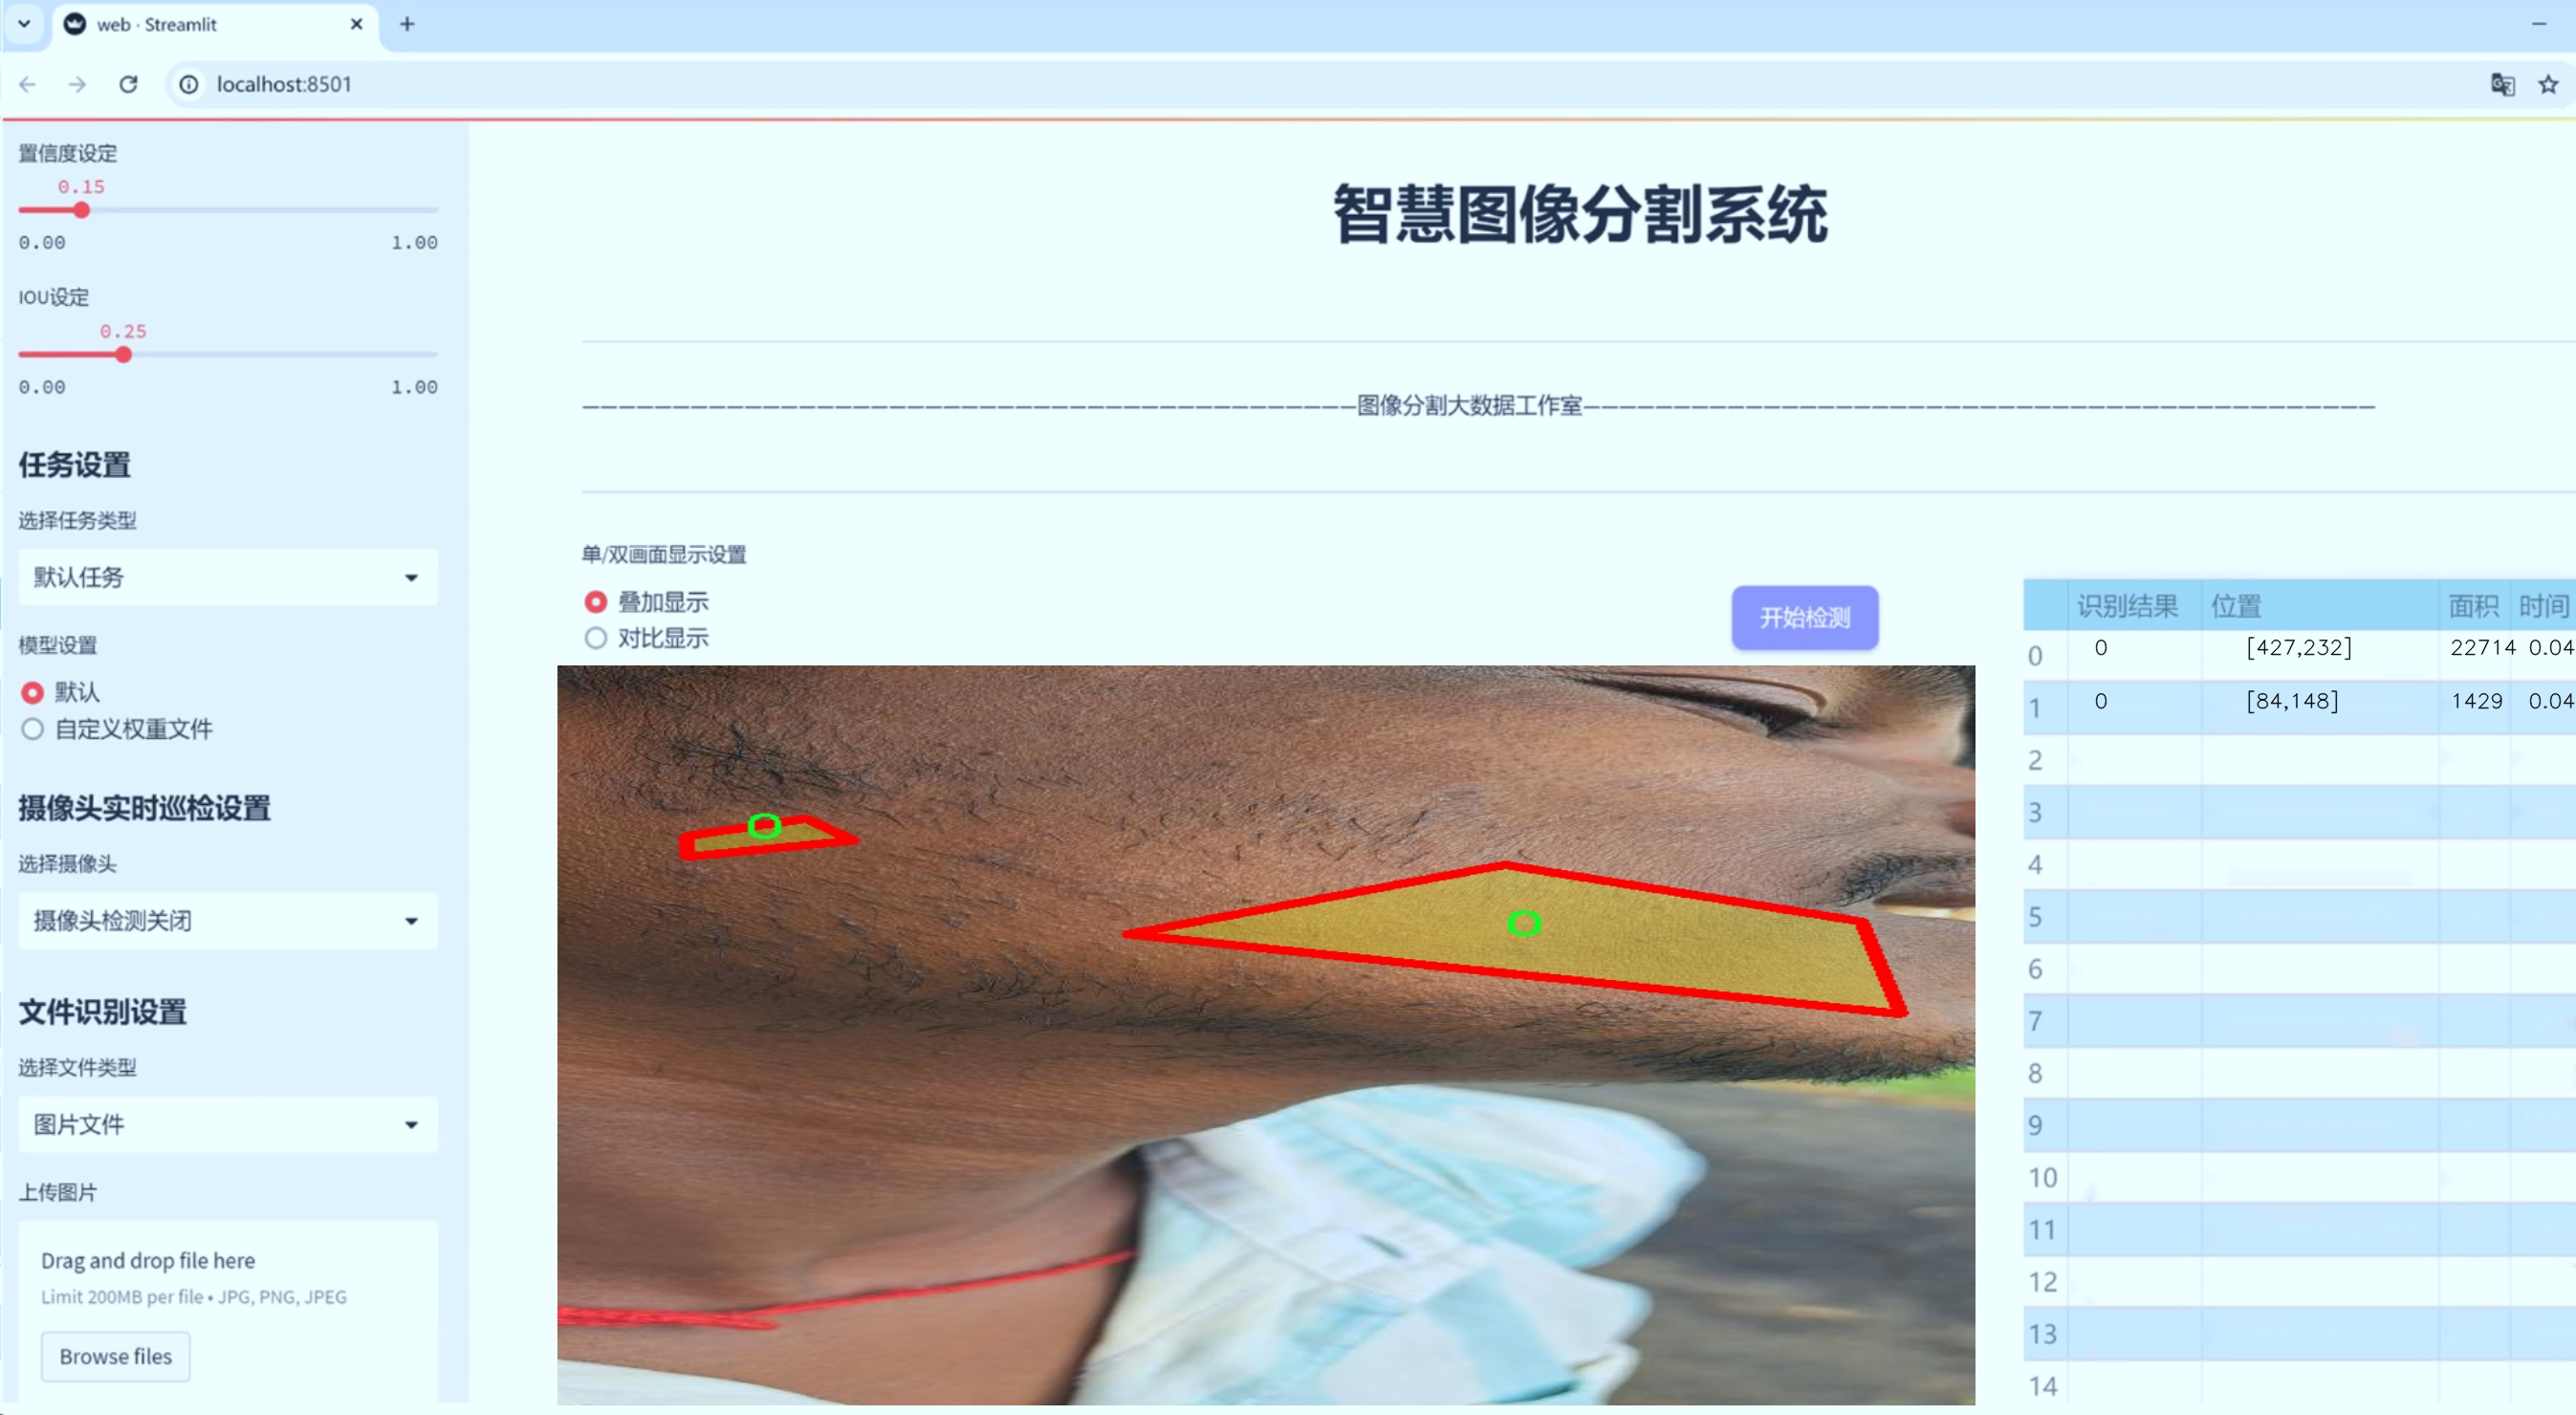 web · Streamlit
localhost:8501
置信度设定
0.15
0.00 1.00
IOU设定
0.25
0.00 1.00
任务设置
选择任务类型
默认任务
模型设置
默认
自定义权重文件
摄像头实时巡检设置
选择摄像头
摄像头检测关闭
文件识别设置
选择文件类型
图片文件
上传图片
Drag and drop file here
Limit 200MB per file • JPG, PNG, JPEG
Browse files
智慧图像分割系统
———————————————————————————————————————————图像分割大数据工作室————————————————————————————————————————————
单/双画面显示设置
叠加显示
对比显示
开始检测
识别结果 位置 面积 时间
0 0 [427,232] 22714 0.04
1 0 [84,148] 1429 0.04
2
3
4
5
6
7
8
9
10
11
12
13
14